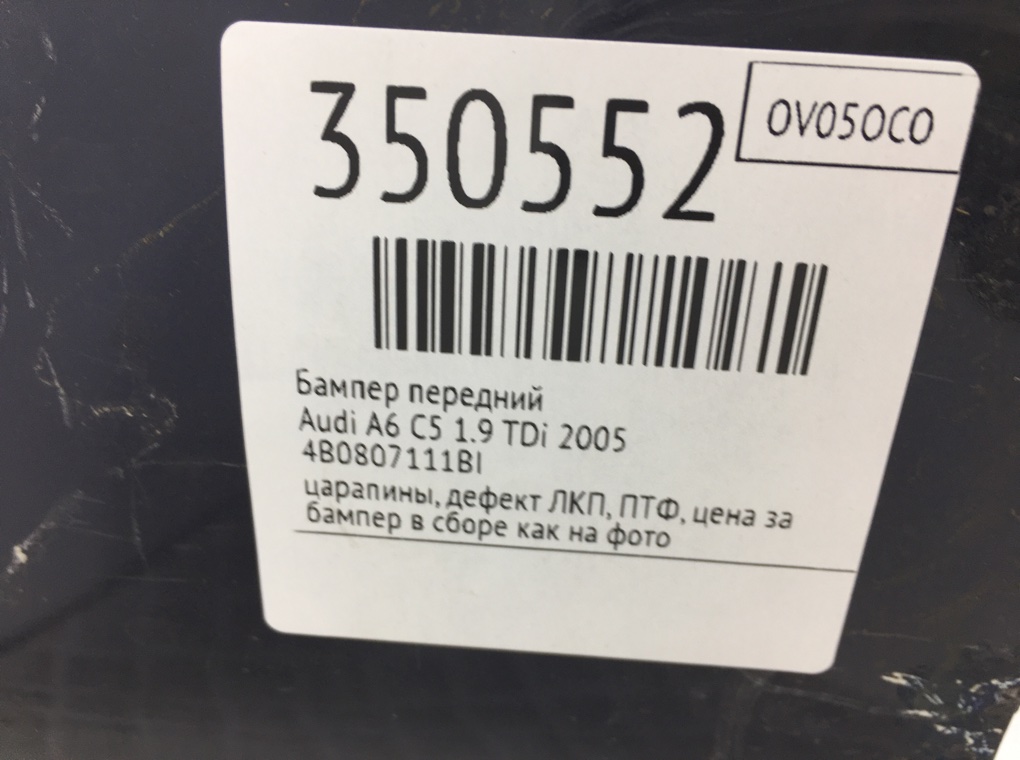 350552
OV05OCO
Бампер передний
Audi A6 C5 1.9 TDi 2005
4B0807111BI
царапины, дефект ЛКП, ПТФ, цена за
бампер в сборе как на фото